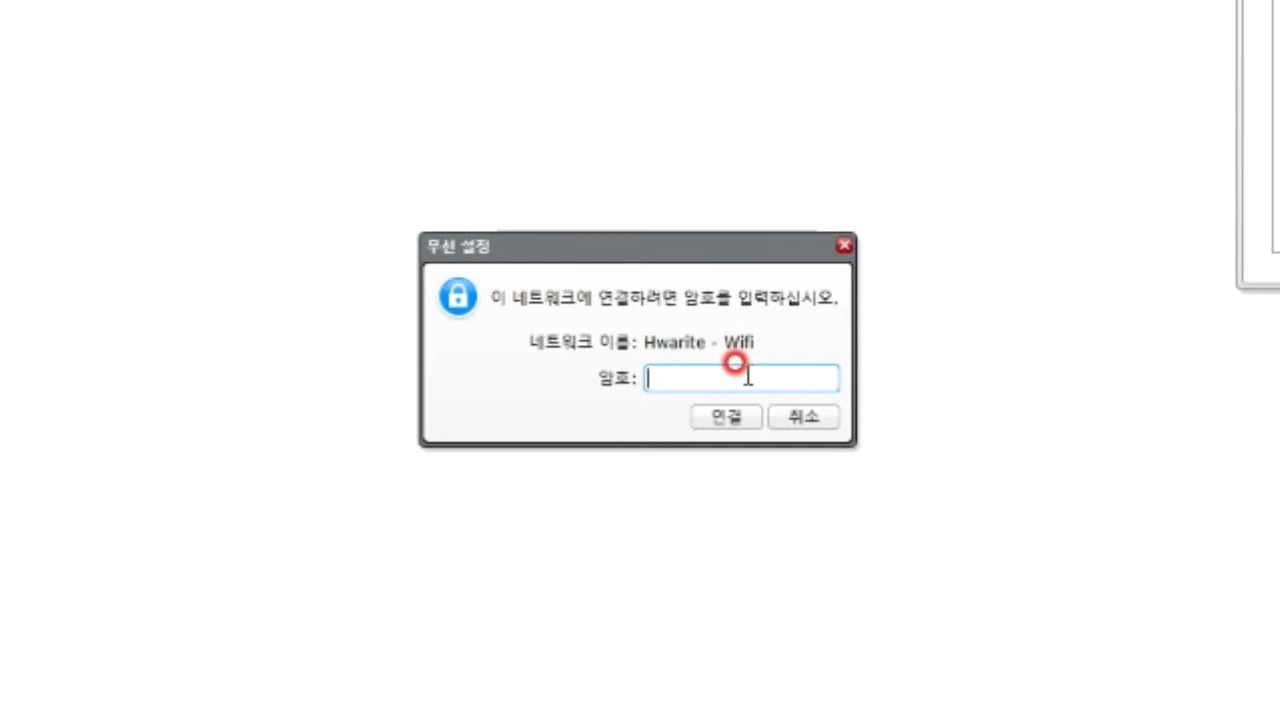 무선 설정
이 네트워크에 연결하려면 암호를 입력하십시오.
네트워크 이름: Hwarite - Wifi
암호:
연결 취소